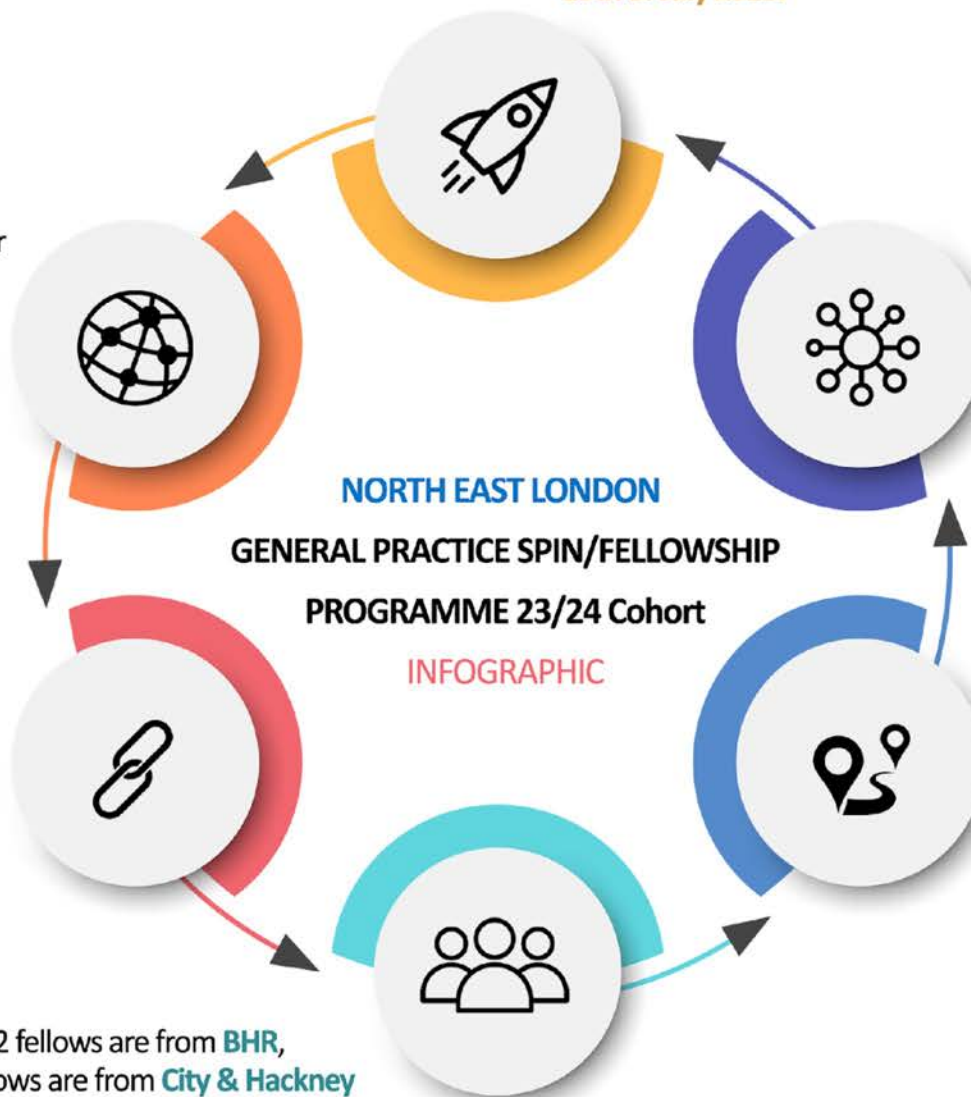 NORTH EAST LONDON
GENERAL PRACTICE SPIN/FELLOWSHIP
PROGRAMME 23/24 Cohort
INFOGRAPHIC
2 fellows are from BHR,
are from City & Hackney